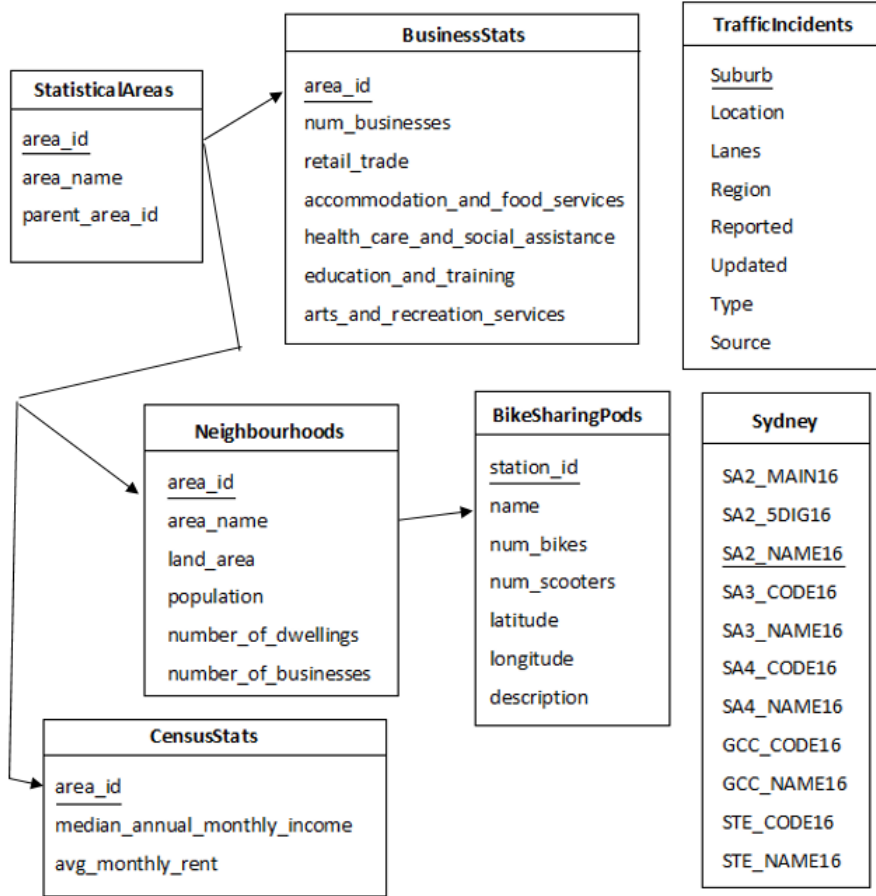 StatisticalAreas
area_id
area_name
parent_area_id
BusinessStats
area_id
num_businesses
retail_trade
accommodation_and_food_services
health_care_and_social_assistance
education_and_training
arts_and_recreation_services
TrafficIncidents
Suburb
Location
Lanes
Region
Reported
Updated
Type
Source
Neighbourhoods
area_id
area_name
land_area
population
number_of_dwellings
number_of_businesses
BikeSharingPods
station_id
name
num_bikes
num_scooters
latitude
longitude
description
Sydney
SA2_MAIN16
SA2_5DIG16
SA2_NAME16
SA3_CODE16
SA3_NAME16
SA4_CODE16
SA4_NAME16
GCC_CODE16
GCC_NAME16
STE_CODE16
STE_NAME16
CensusStats
area_id
median_annual_monthly_income
avg_monthly_rent